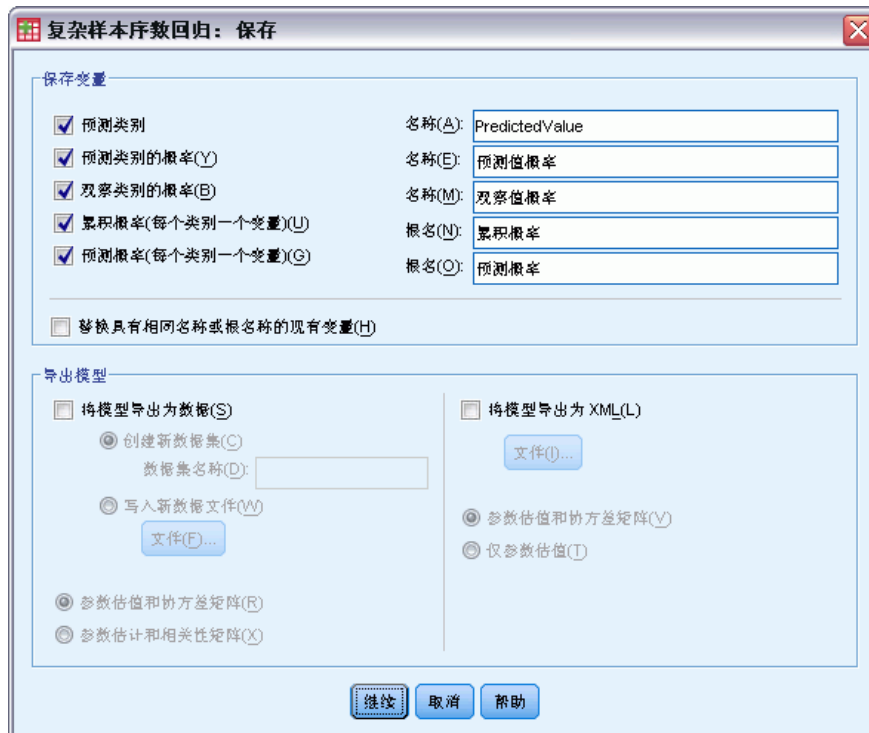 复杂样本序数回归: 保存
保存变量
预测类别
名称(A): PredictedValue
预测类别的概率(Y)
名称(E): 预测值概率
观察类别的概率(B)
名称(M): 观察值概率
累积概率(每个类别一个变量)(U)
根名(N): 累积概率
预测概率(每个类别一个变量)(G)
根名(O): 预测概率
替换具有相同名称或根名称的现有变量(H)
导出模型
将模型导出为数据(S)
创建新数据集(C)
数据集名称(D):
写入新数据文件(W)
文件(F)...
参数估值和协方差矩阵(R)
参数估计和相关性矩阵(X)
将模型导出为 XML(L)
文件(I)...
参数估值和协方差矩阵(V)
仅参数估值(T)
继续
取消
帮助